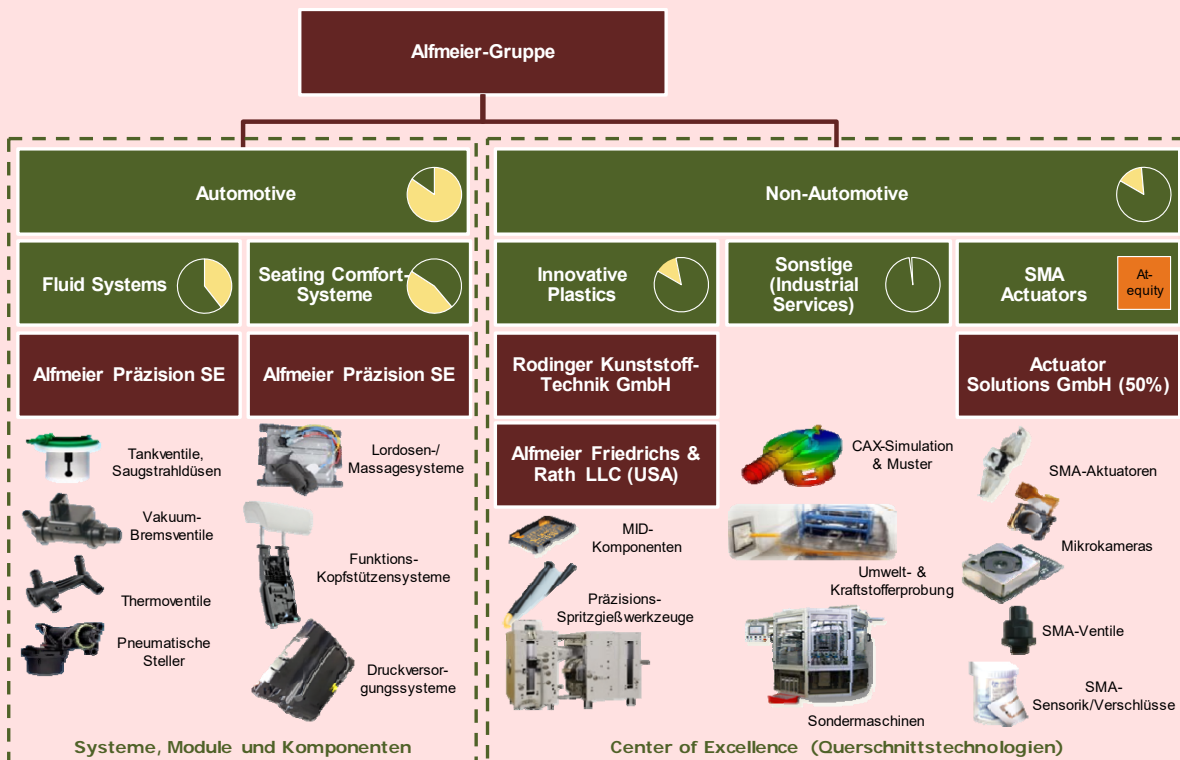 Alfmeier-Gruppe
Automotive
Non-Automotive
Fluid Systems
Seating Comfort-
Systeme
Innovative
Plastics
Sonstige
(Industrial
Services)
SMA
Actuators
At-
equity
Alfmeier Präzision SE
Alfmeier Präzision SE
Rodinger Kunststoff-
Technik GmbH
Actuator
Solutions GmbH (50%)
Alfmeier Friedrichs &
Rath LLC (USA)
Tankventile,
Saugstrahldüsen
Vakuum-
Bremsventile
Thermoventile
Pneumatische
Steller
Lordosen-/
Massagesysteme
Funktions-
Kopfstützensysteme
Druckversor-
gungssysteme
MID-
Komponenten
Präzisions-
Spritzgießwerkzeuge
CAX-Simulation
& Muster
Umwelt- &
Kraftstofferprobung
Sondermaschinen
SMA-Aktuatoren
Mikrokameras
SMA-Ventile
SMA-
Sensorik/Verschlüsse
Systeme, Module und Komponenten
Center of Excellence (Querschnittstechnologien)